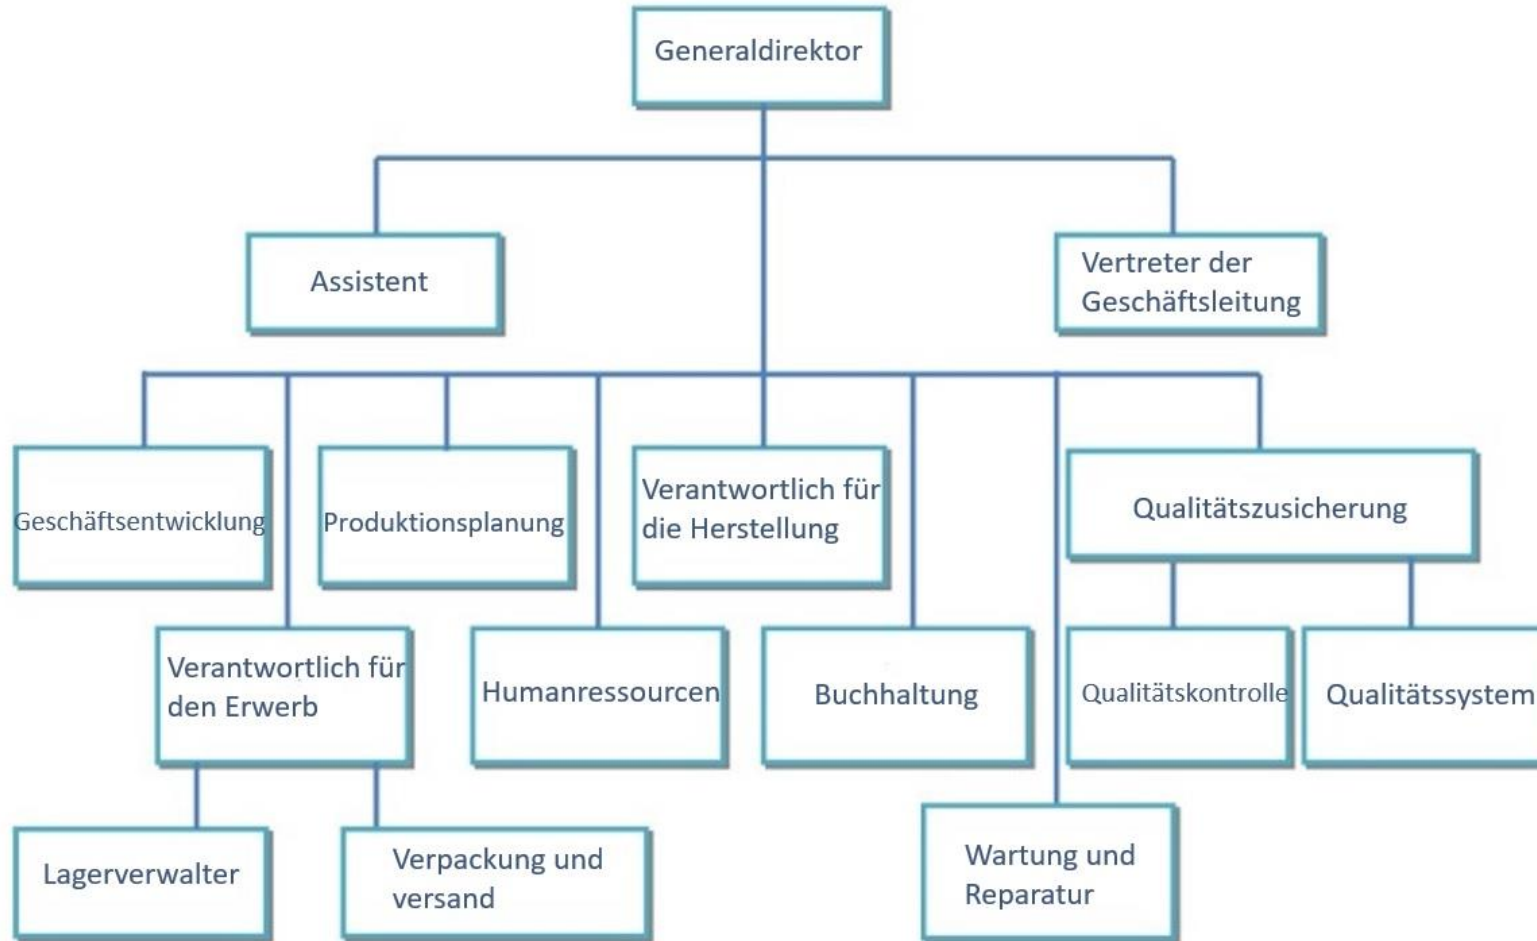 Generaldirektor
Assistent
Vertreter der
Geschäftsleitung
Geschäftsentwicklung
Produktionsplanung
Verantwortlich für
die Herstellung
Qualitätszusicherung
Verantwortlich für
den Erwerb
Humanressourcen
Buchhaltung
Qualitätskontrolle
Qualitätssystem
Lagerverwalter
Verpackung und
versand
Wartung und
Reparatur